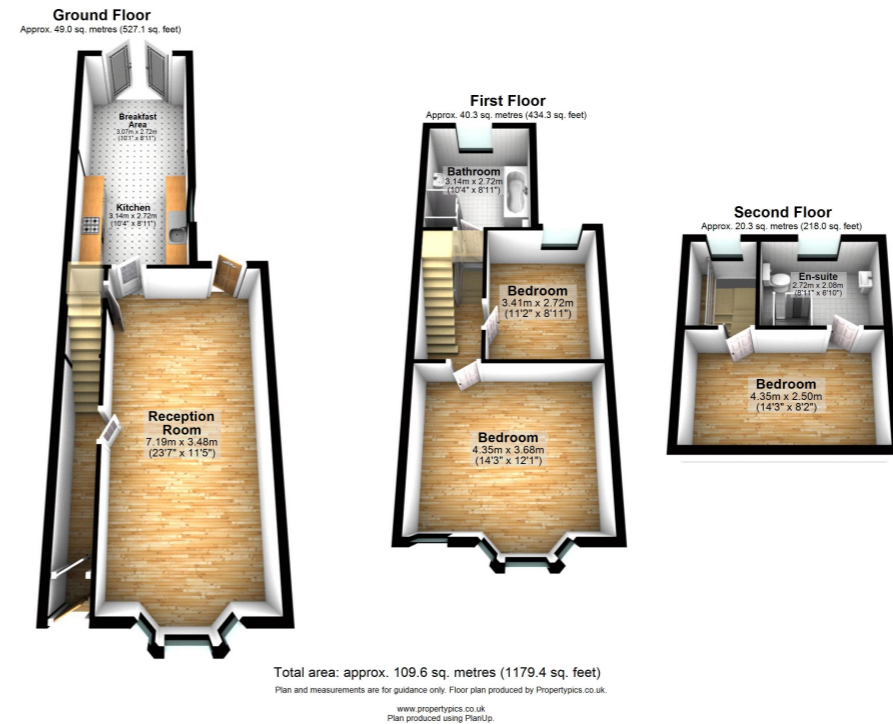 Ground Floor
Approx. 49.0 sq. metres (527.1 sq. feet)
Breakfast
Area
3.07m x 2.72m
(10'1" x 8'11")
Kitchen
3.14m x 2.72m
(10'4" x 8'11")
Reception
Room
7.19m x 3.48m
(23'7" x 11'5")
First Floor
Approx. 40.3 sq. metres (434.3 sq. feet)
Bathroom
3.14m x 2.72m
(10'4" x 8'11")
Bedroom
3.41m x 2.72m
(11'2" x 8'11")
Bedroom
4.35m x 3.68m
(14'3" x 12'1")
Second Floor
Approx. 20.3 sq. metres (218.0 sq. feet)
En-suite
2.72m x 2.08m
(8'11" x 6'10")
Bedroom
4.35m x 2.50m
(14'3" x 8'2")
Total area: approx. 109.6 sq. metres (1179.4 sq. feet)
Plan and measurements are for guidance only. Floor plan produced by Propertypics.co.uk.
www.propertypics.co.uk
Plan produced using PlanUp.